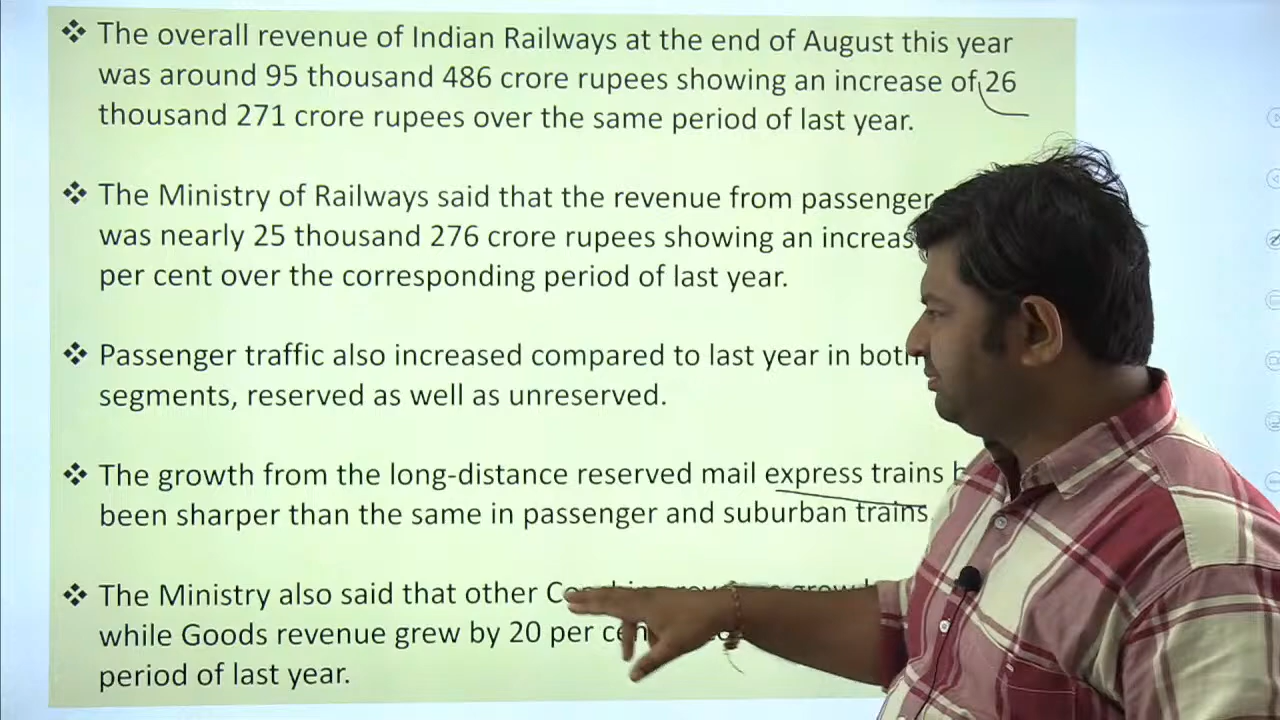 ❖ The overall revenue of Indian Railways at the end of August this year
was around 95 thousand 486 crore rupees showing an increase of 26
thousand 271 crore rupees over the same period of last year.
❖ The Ministry of Railways said that the revenue from passenger
was nearly 25 thousand 276 crore rupees showing an
per cent over the corresponding period of last year.
❖ Passenger traffic also increased compared to last year in both
segments, reserved as well as unreserved.
❖ The growth from the long-distance reserved mail express trains
been sharper than the same in passenger and suburban trains
❖ The Ministry also said that other
while Goods revenue grew by 20 per
period of last year.